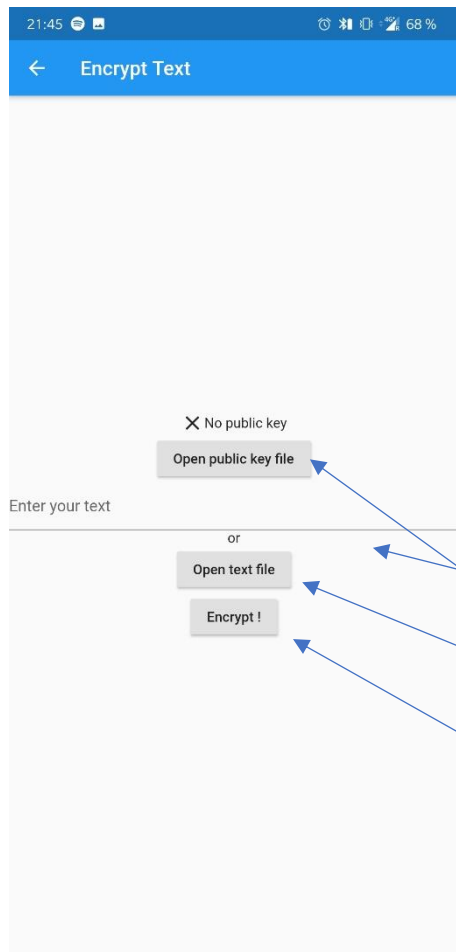 21:45 4G+ R 68 %
Encrypt Text
No public key
Open public key file
Enter your text
or
Open text file
Encrypt !